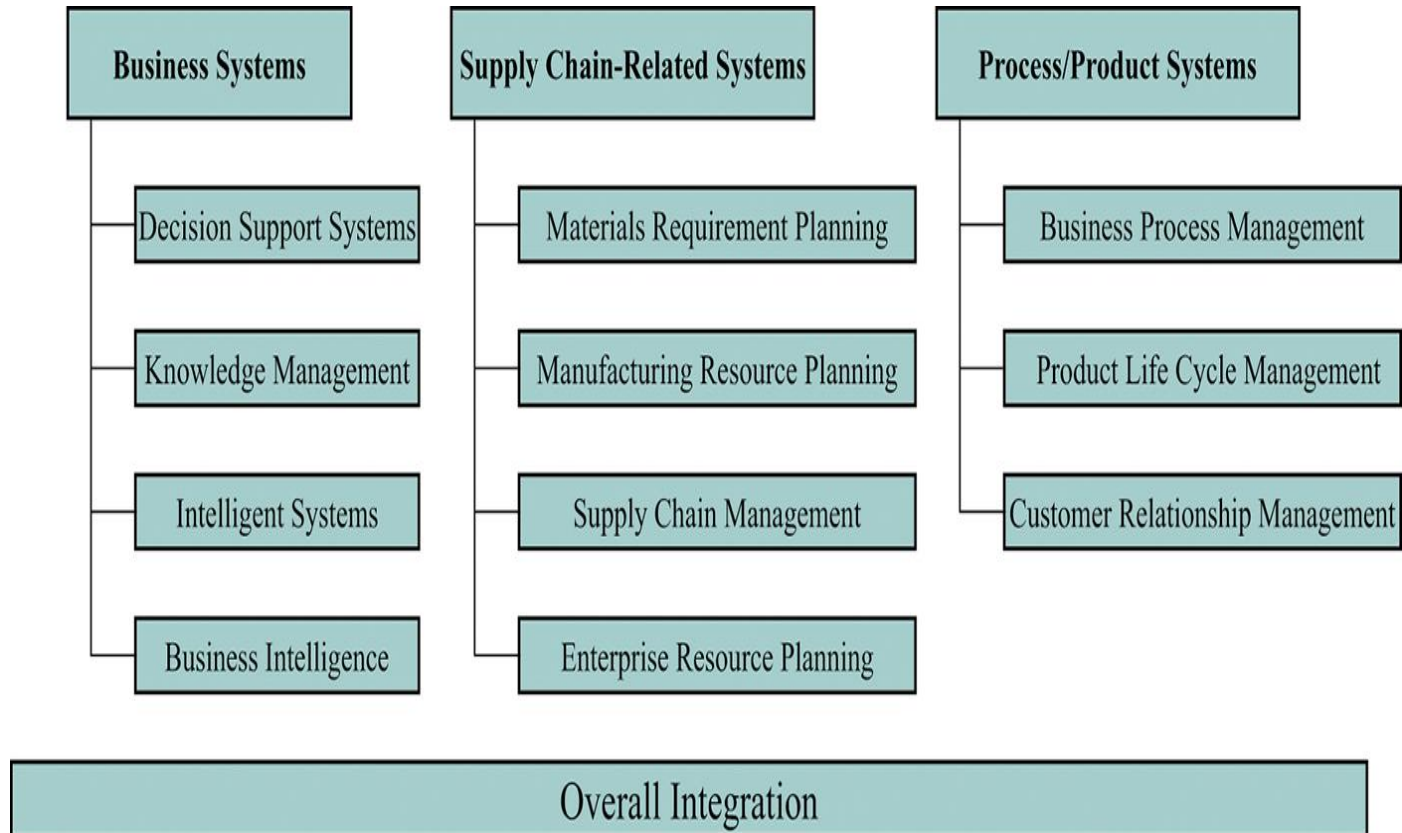 Business Systems
Decision Support Systems
Knowledge Management
Intelligent Systems
Business Intelligence
Supply Chain-Related Systems
Materials Requirement Planning
Manufacturing Resource Planning
Supply Chain Management
Enterprise Resource Planning
Process/Product Systems
Business Process Management
Product Life Cycle Management
Customer Relationship Management
Overall Integration